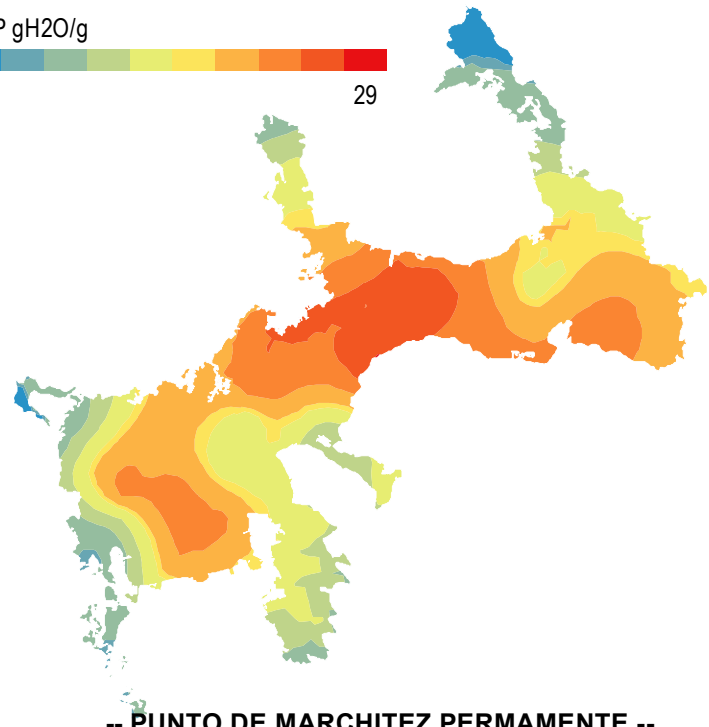 P gH2O/g
29
-- PUNTO DE MARCHITEZ PERMAMENTE --